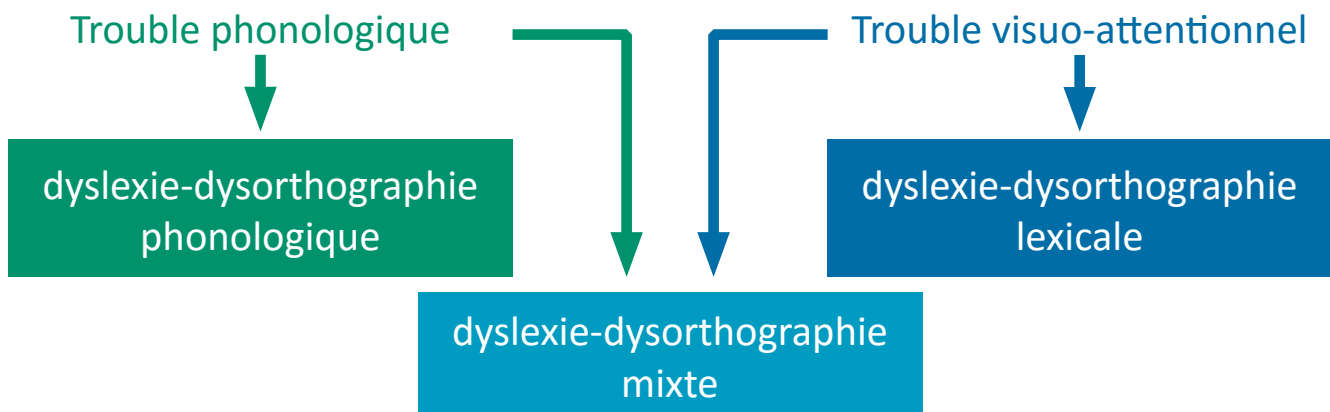 Trouble phonologique
Trouble visuo-attentionnel
dyslexie-dysorthographie
phonologique
dyslexie-dysorthographie
lexicale
dyslexie-dysorthographie
mixte